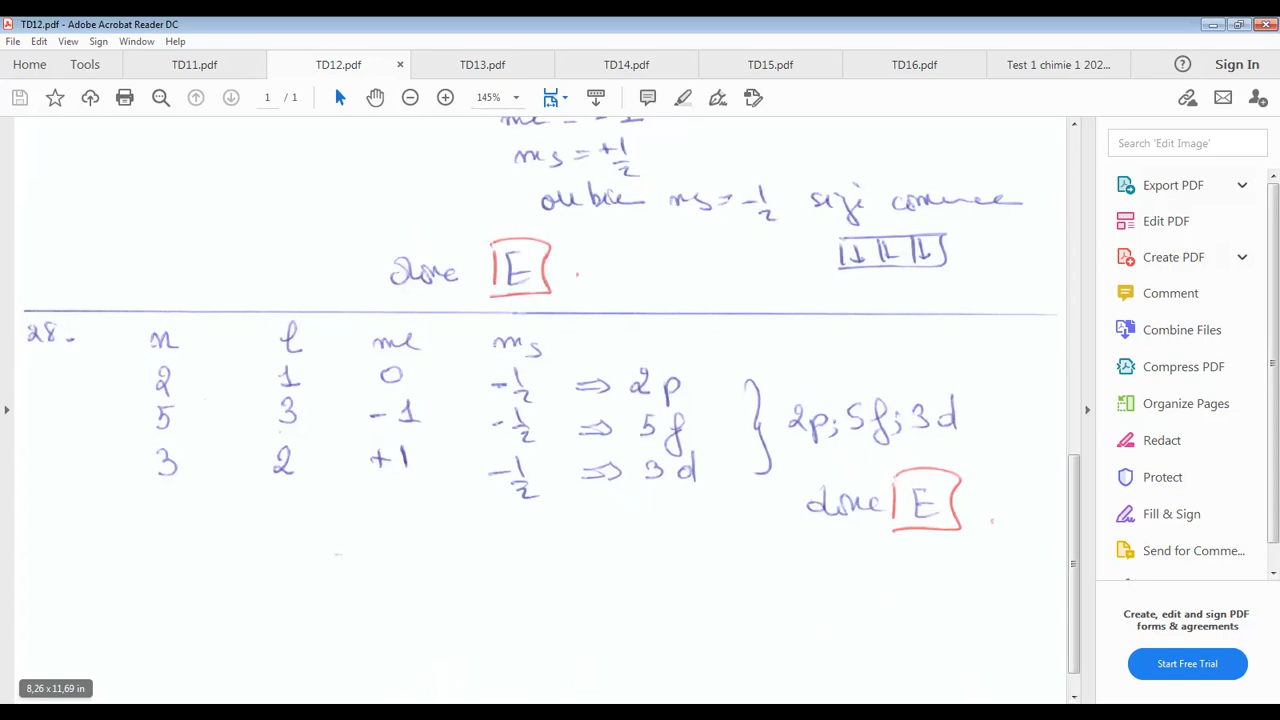 TD12.pdf - Adobe Acrobat Reader DC
File Edit View Sign Window Help
Home Tools TD11.pdf TD12.pdf × TD13.pdf TD14.pdf TD15.pdf TD16.pdf Test 1 chimie 1 202... Sign In
1 / 1 145%
ms = +1/2
ou bien ms = -1/2
donc E
28. n l ml ms
2 1 0 -1/2 ⇒ 2p
5 3 -1 -1/2 ⇒ 5f
3 2 +1 -1/2 ⇒ 3d
2p; 5f; 3d
donc E
8,26 x 11,69 in
Search 'Edit Image'
Export PDF
Edit PDF
Create PDF
Comment
Combine Files
Compress PDF
Organize Pages
Redact
Protect
Fill & Sign
Send for Comme...
Create, edit and sign PDF
forms & agreements
Start Free Trial